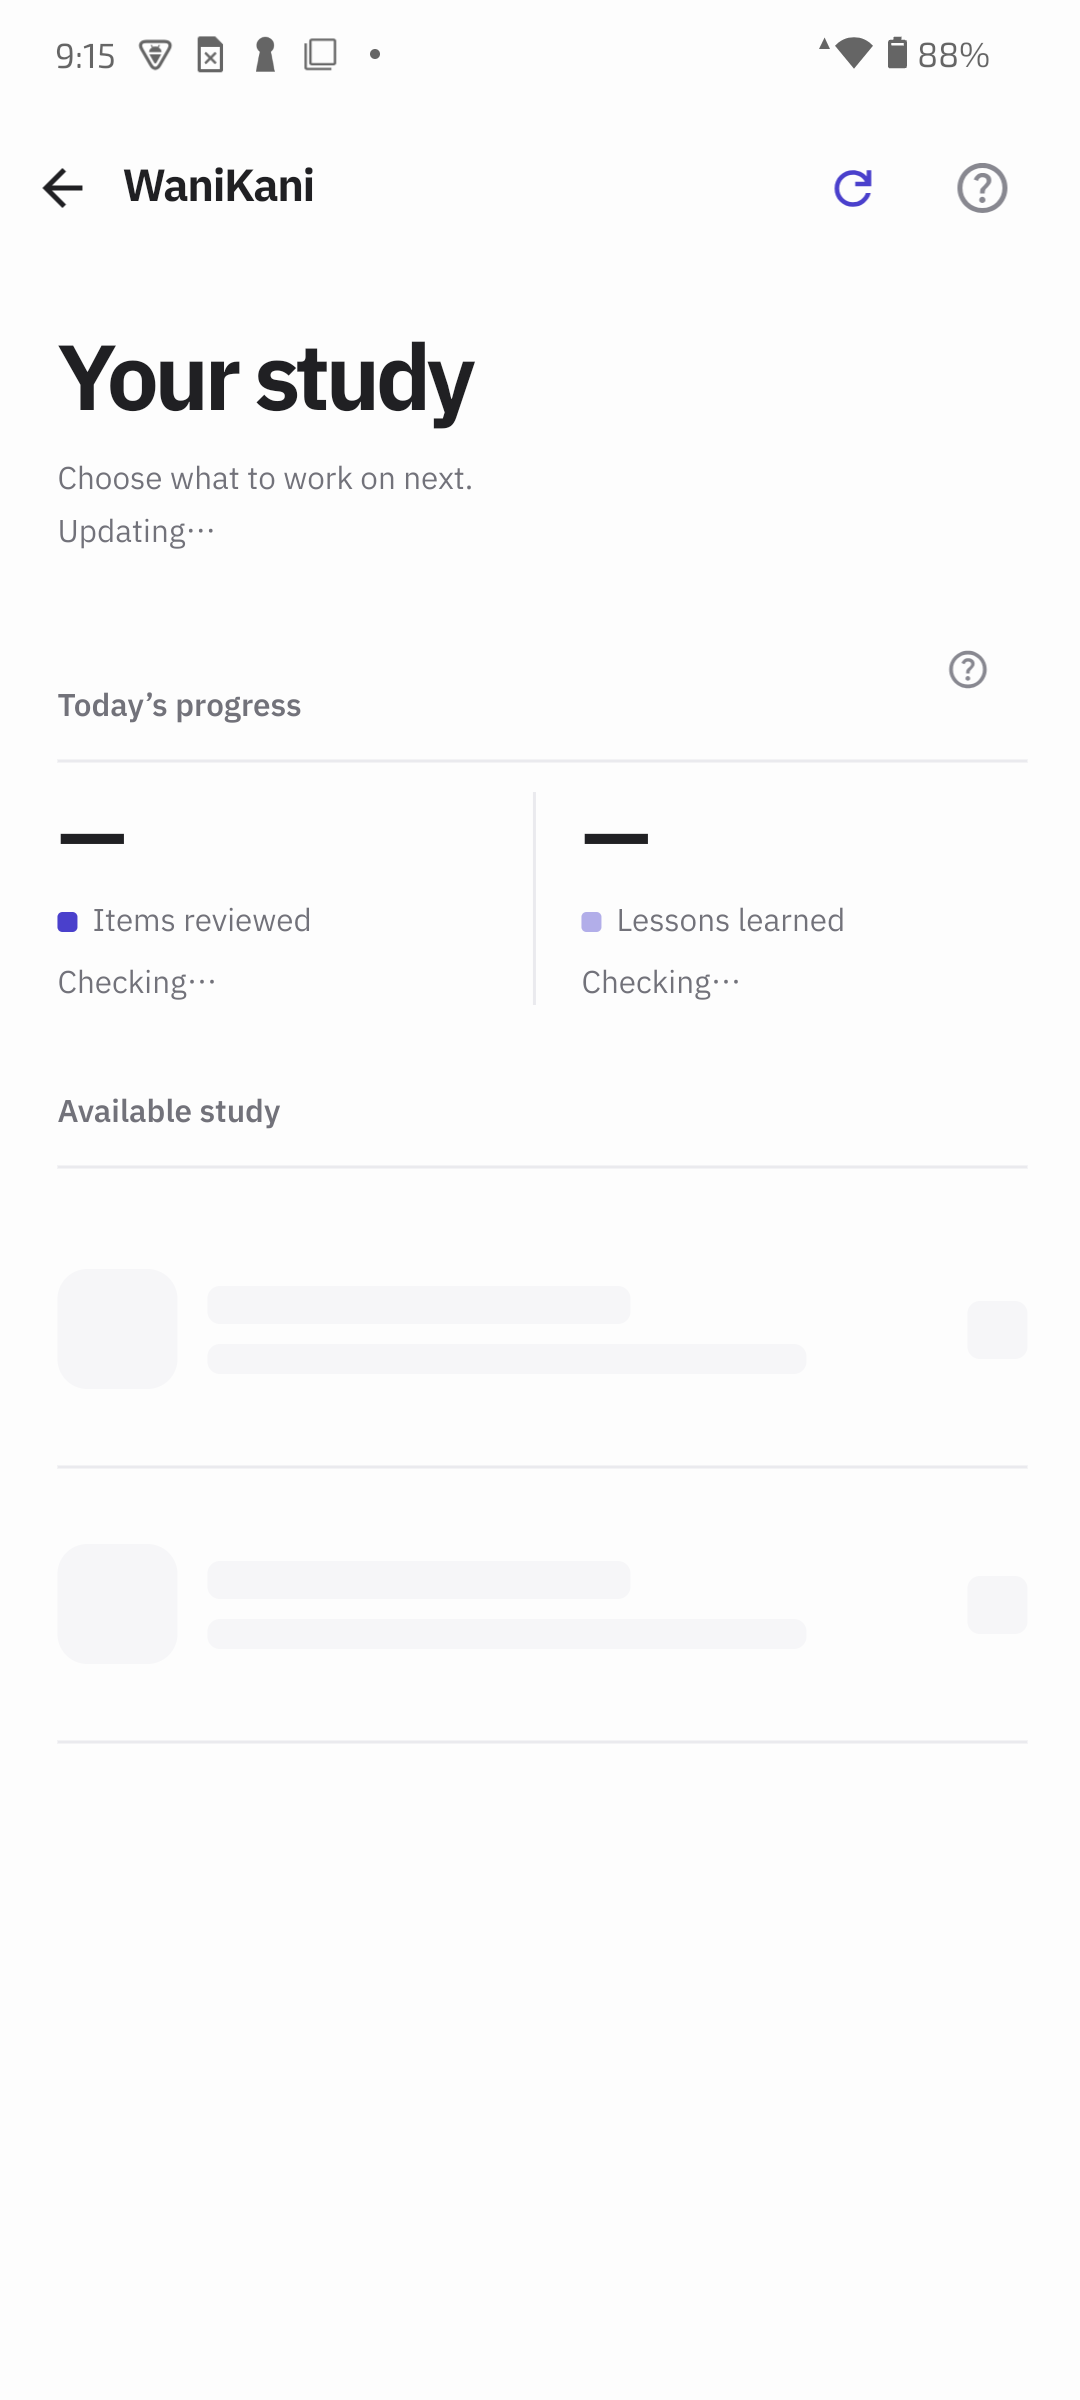 9:15
88%
WaniKani
Your study
Choose what to work on next.
Updating…
Today’s progress
—
Items reviewed
Checking…
—
Lessons learned
Checking…
Available study